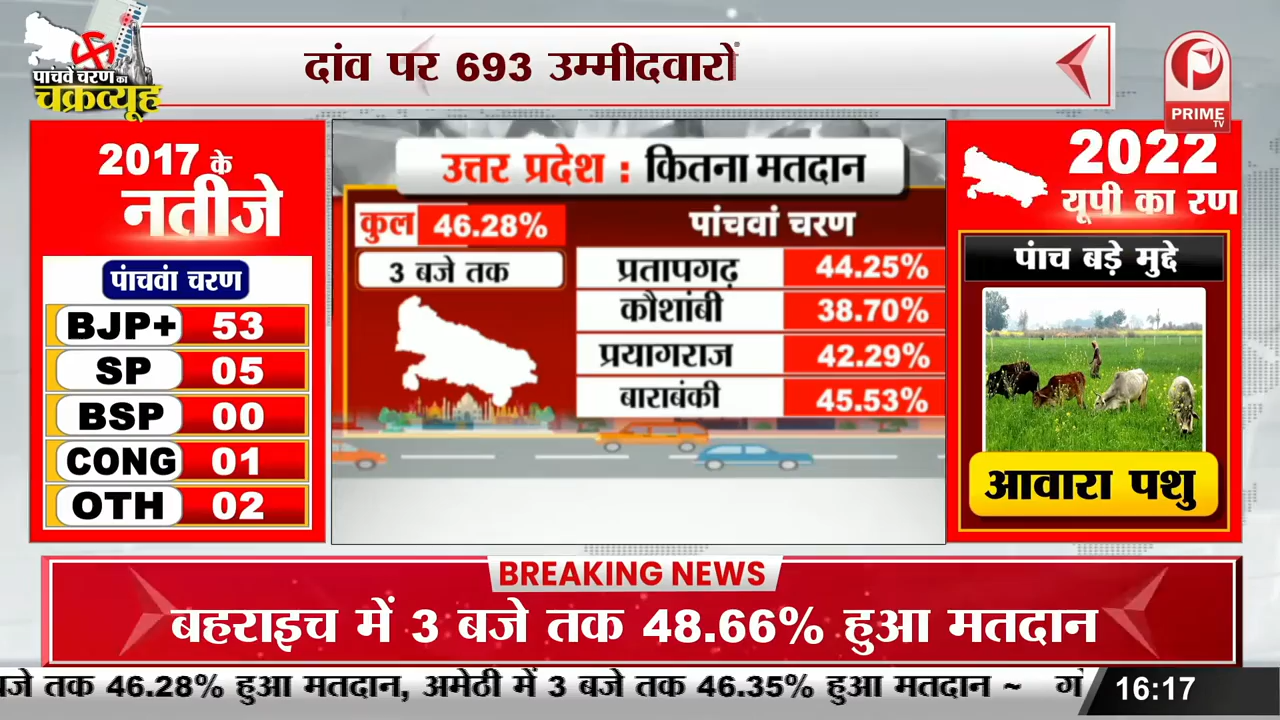 पांचवें चरण का
चक्रव्यूह
दांव पर 693 उम्मीदवारों
PRIME
TV
2017 के
नतीजे
पांचवां चरण
BJP+ 53
SP 05
BSP 00
CONG 01
OTH 02
उत्तर प्रदेश : कितना मतदान
कुल 46.28%
3 बजे तक
पांचवां चरण
प्रतापगढ़ 44.25%
कौशांबी 38.70%
प्रयागराज 42.29%
बाराबंकी 45.53%
2022
यूपी का रण
पांच बड़े मुद्दे
आवारा पशु
BREAKING NEWS
बहराइच में 3 बजे तक 48.66% हुआ मतदान
तक 46.28% हुआ मतदान, अमेठी में 3 बजे तक 46.35% हुआ मतदान ~
16:17